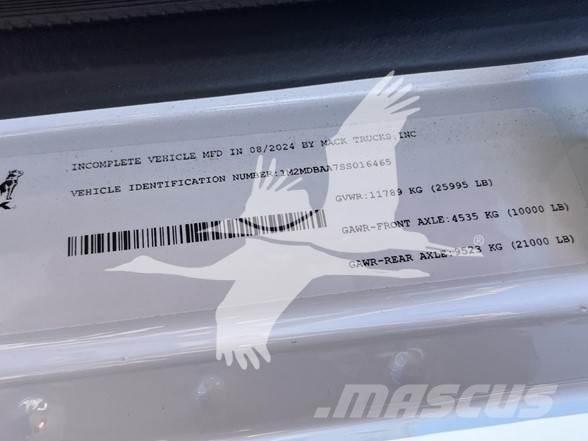 INCOMPLETE VEHICLE MFD IN 08/2024 BY MACK TRUCKS, INC
VEHICLE IDENTIFICATION NUMBER:1M2MDBAA7SS016465
GVWR:11789 KG (25995 LB)
GAWR-FRONT AXLE:4535 KG (10000 LB)
GAWR-REAR AXLE:9525 KG (21000 LB)
®
MASCUS